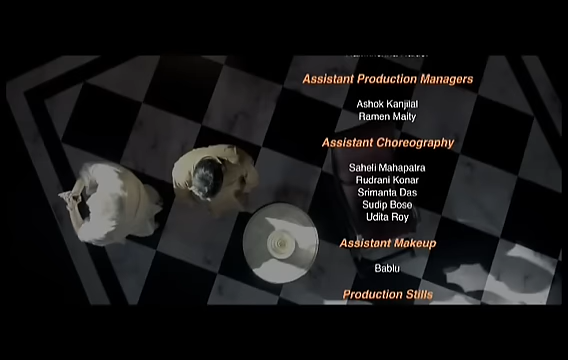 Assistant Production Managers
Ashok Kanjilal
Ramen Maity
Assistant Choreography
Saheli Mahapatra
Rudrani Konar
Srimanta Das
Sudip Bose
Udita Roy
Assistant Makeup
Bablu
Production Stills